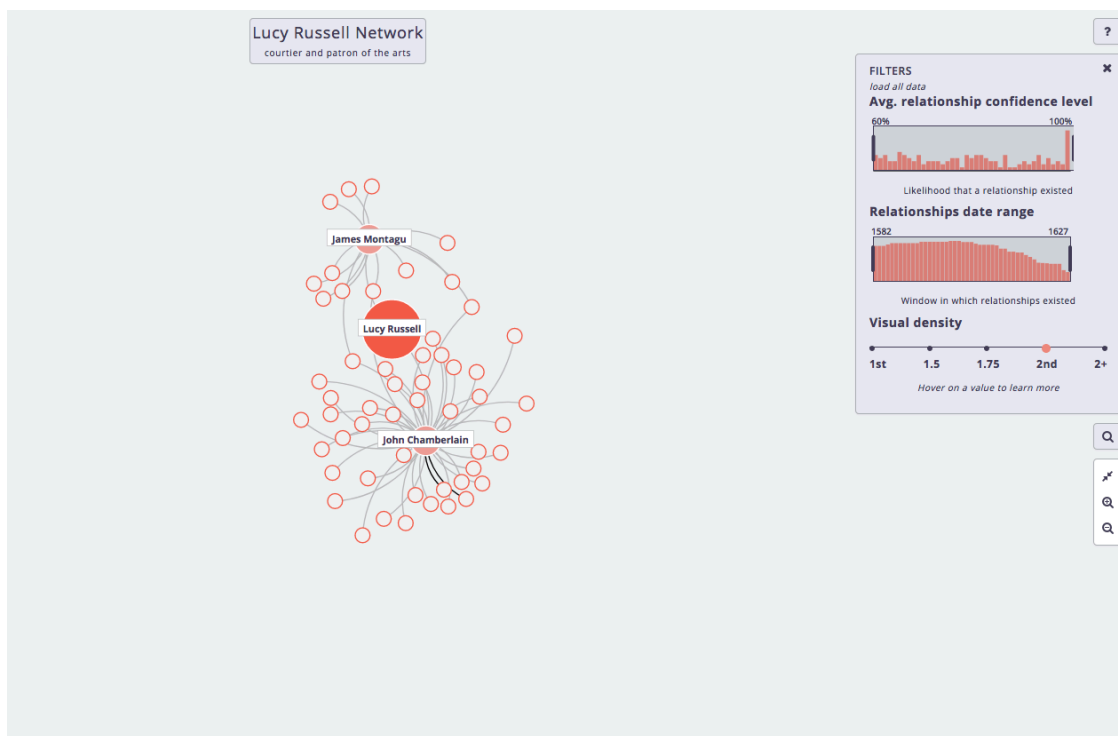 Lucy Russell Network
courtier and patron of the arts
?
FILTERS
load all data
Avg. relationship confidence level
60% 100%
Likelihood that a relationship existed
Relationships date range
1582 1627
Window in which relationships existed
Visual density
1st 1.5 1.75 2nd 2+
Hover on a value to learn more
James Montagu
Lucy Russell
John Chamberlain